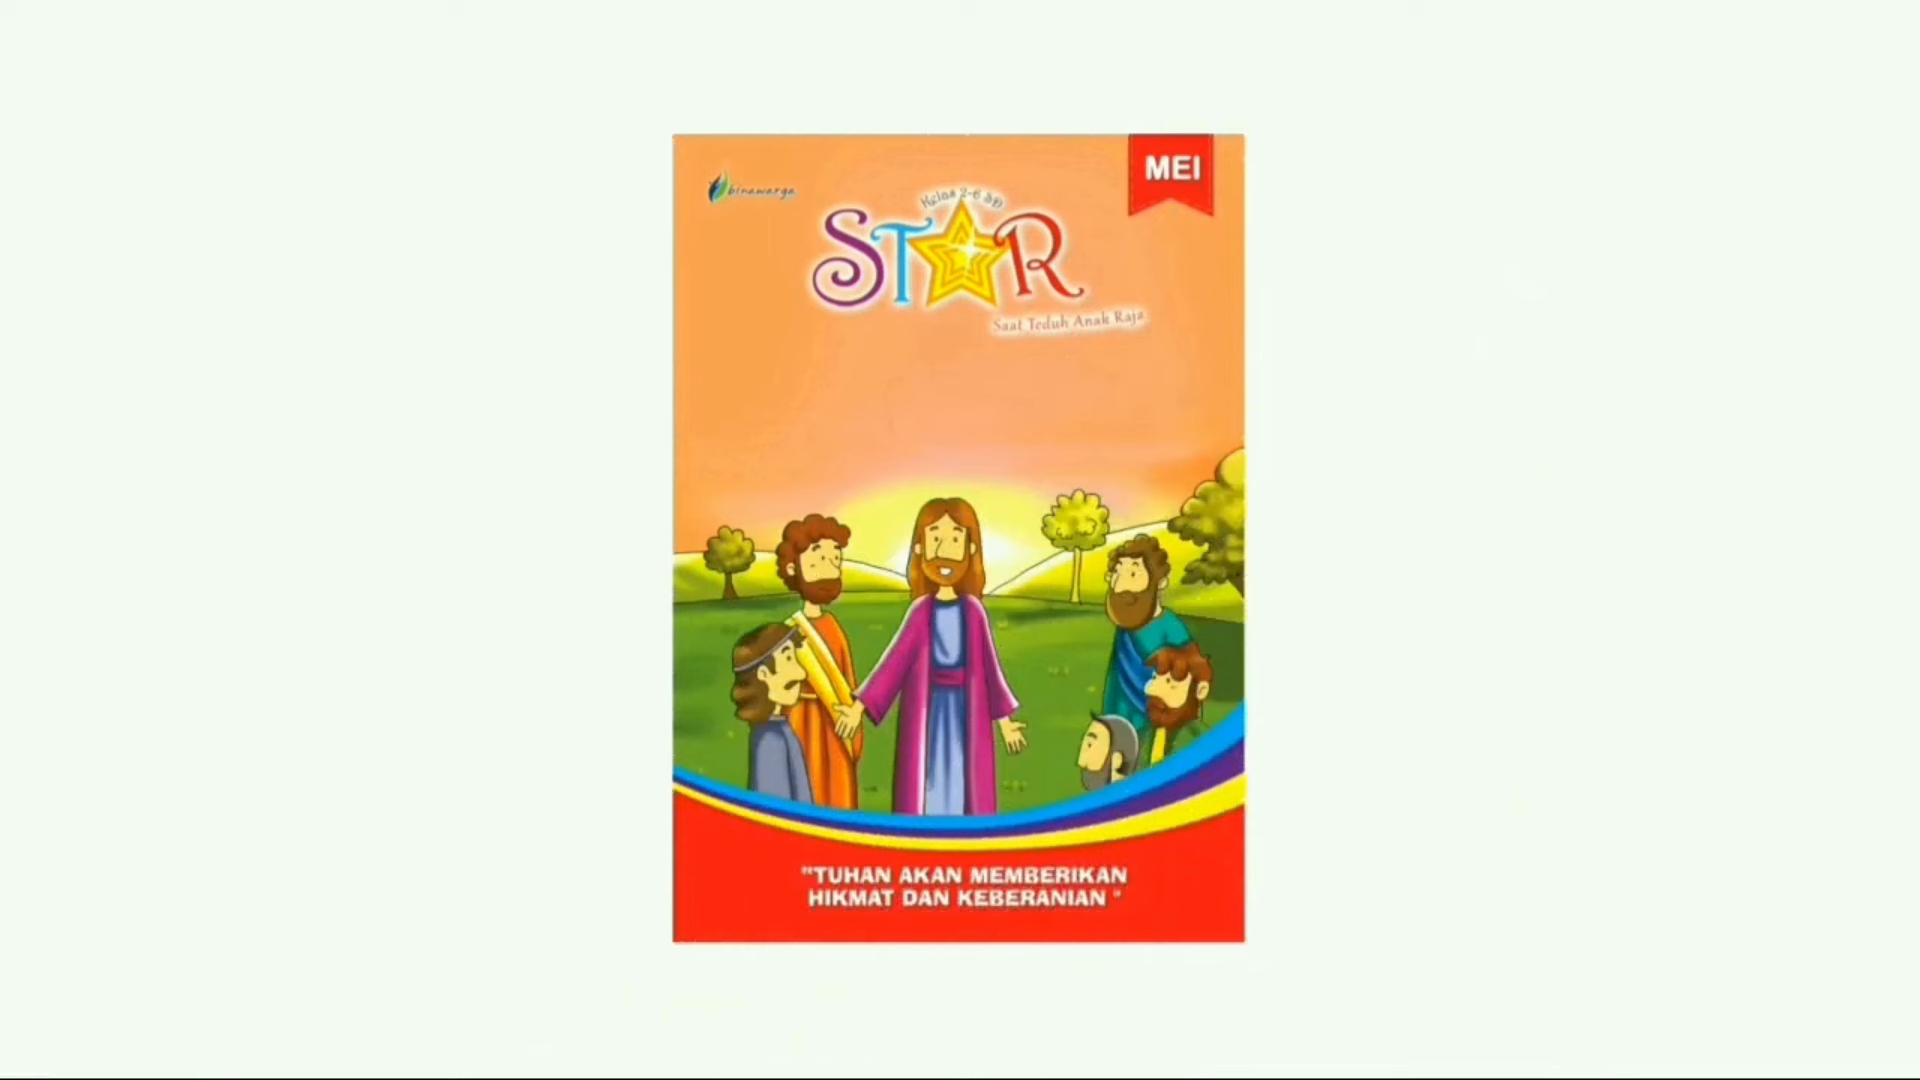 MEI
binawarga
Kelas 2-6 SD
STAR
Saat Teduh Anak Raja
"TUHAN AKAN MEMBERIKAN
HIKMAT DAN KEBERANIAN "